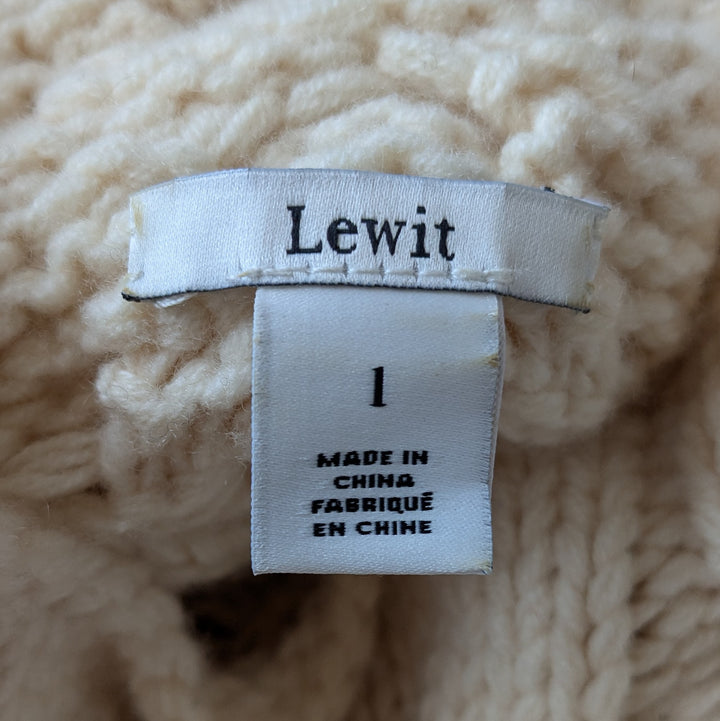 Lewit
1
MADE IN
CHINA
FABRIQUÉ
EN CHINE